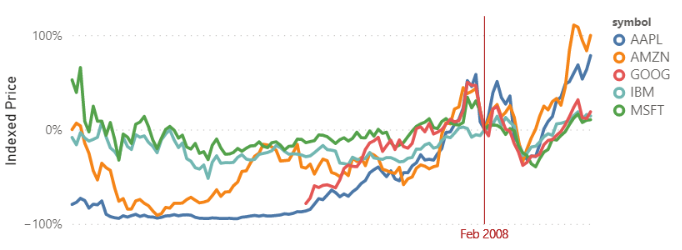 symbol
AAPL
AMZN
GOOG
IBM
MSFT
Indexed Price
100%
0%
−100%
Feb 2008